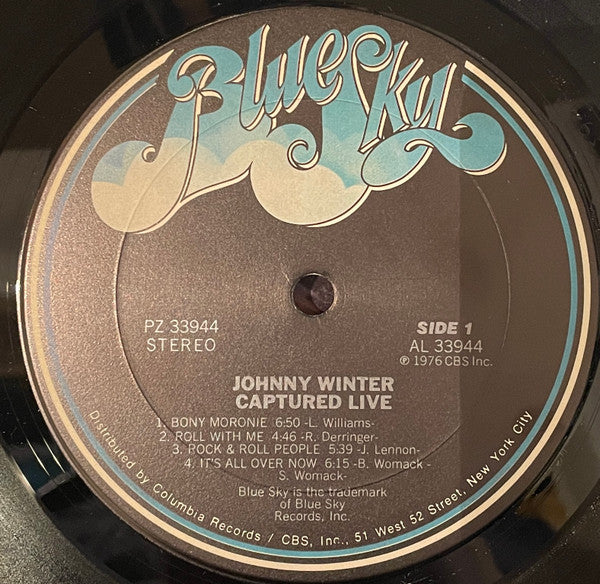 Blue Sky
PZ 33944
STEREO
SIDE 1
AL 33944
℗ 1976 CBS Inc.
JOHNNY WINTER
CAPTURED LIVE
1. BONY MORONIE 6:50 -L. Williams-
2. ROLL WITH ME 4:46 -R. Derringer-
3. ROCK & ROLL PEOPLE 5:39 -J. Lennon-
4. IT'S ALL OVER NOW 6:15 -B. Womack -
S. Womack-
Blue Sky is the trademark
of Blue Sky
Records, Inc.
Distributed by Columbia Records / CBS, Inc., 51 West 52 Street, New York City